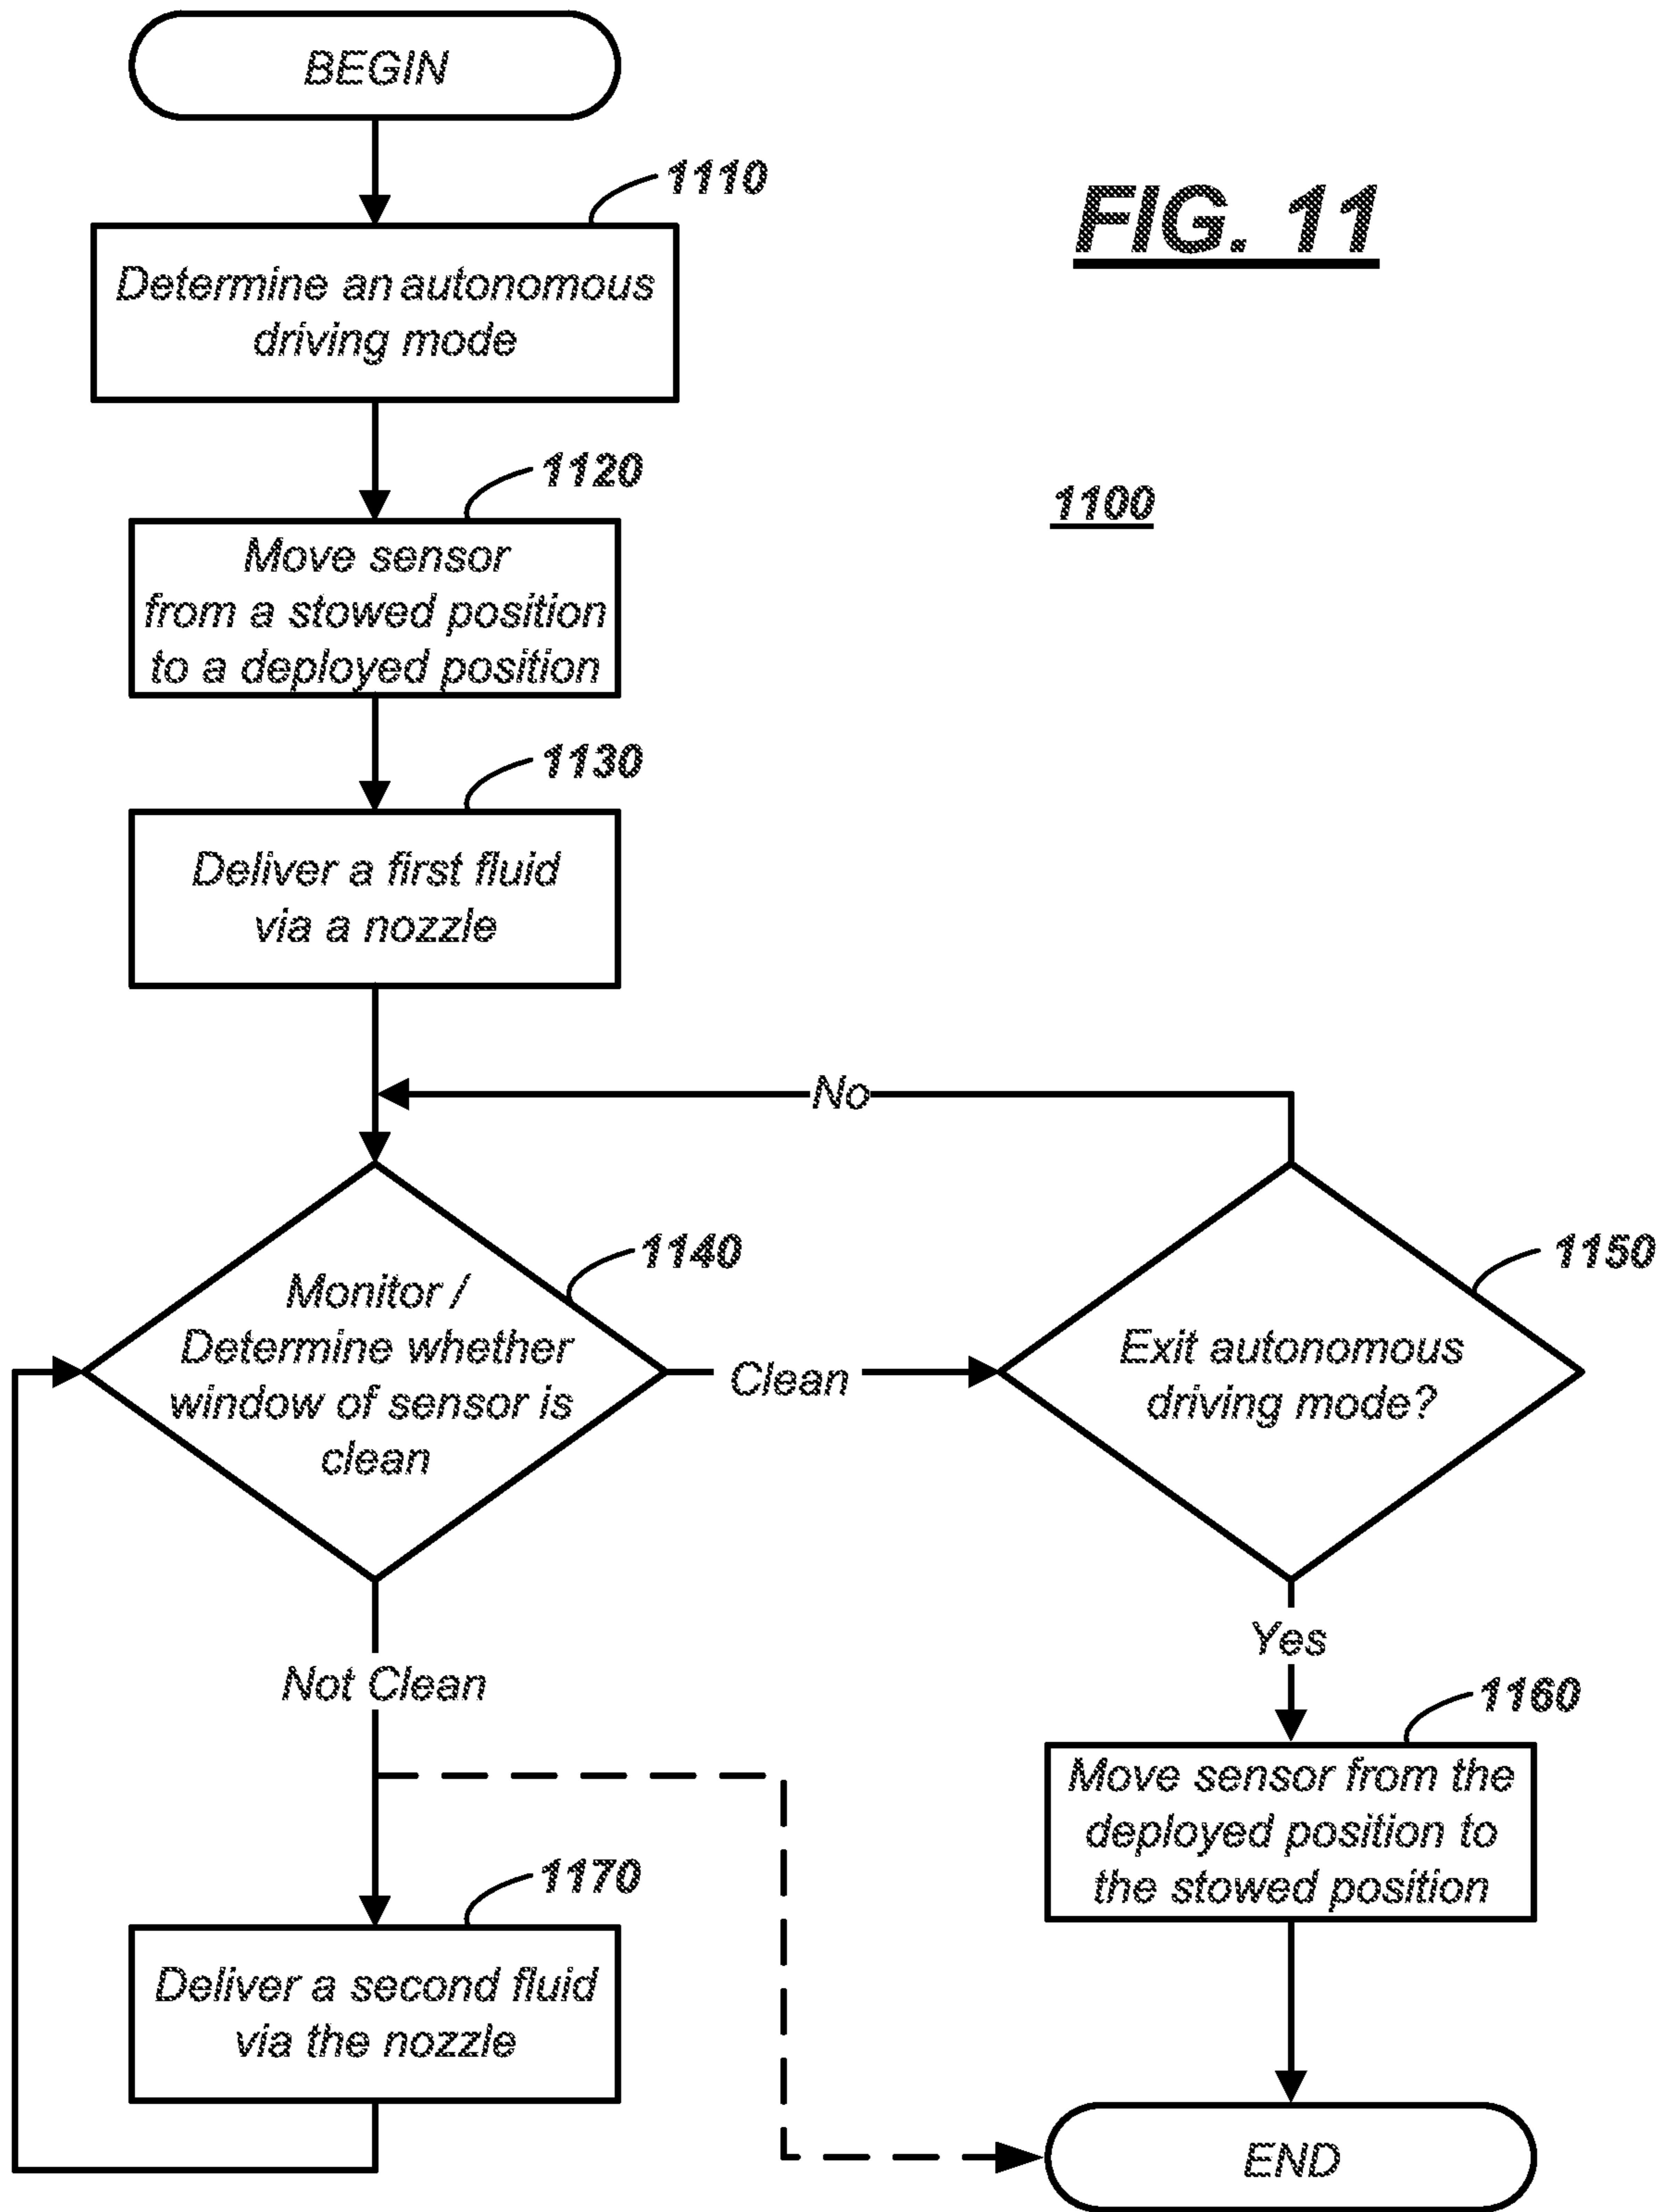 BEGIN
1110
FIG. 11
Determine an autonomous
driving mode
1120
1100
Move sensor
from a stowed position
to a deployed position
1130
Deliver a first fluid
via a nozzle
No
1140
1150
Monitor /
Determine whether
window of sensor is
clean
Clean
Exit autonomous
driving mode?
Not Clean
Yes
1160
Move sensor from the
deployed position to
the stowed position
1170
Deliver a second fluid
via the nozzle
END